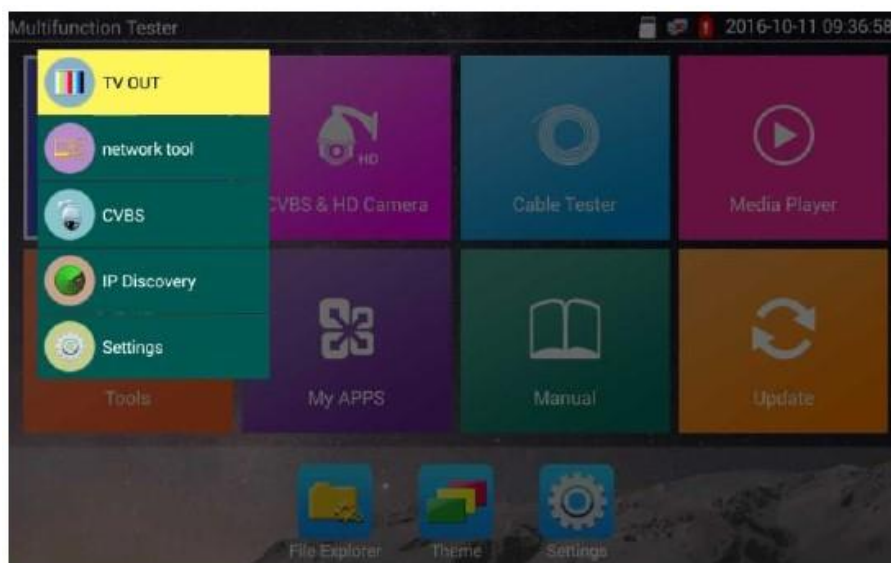 Multifunction Tester
2016-10-11 09:36:58
TV OUT
network tool
CVBS
IP Discovery
Settings
CVBS & HD Camera
HD
Cable Tester
Media Player
Tools
My APPS
Manual
Update
File Explorer
Theme
Settings